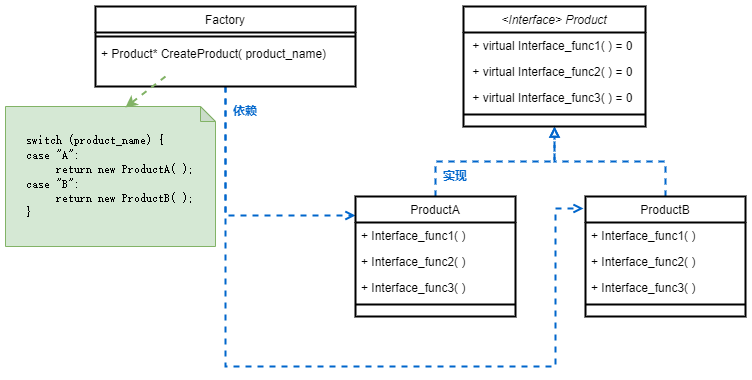 Factory
+ Product* CreateProduct( product_name)
<Interface> Product
+ virtual Interface_func1( ) = 0
+ virtual Interface_func2( ) = 0
+ virtual Interface_func3( ) = 0
switch (product_name) {
case "A":
return new ProductA( );
case "B":
return new ProductB( );
}
依赖
实现
ProductA
+ Interface_func1( )
+ Interface_func2( )
+ Interface_func3( )
ProductB
+ Interface_func1( )
+ Interface_func2( )
+ Interface_func3( )